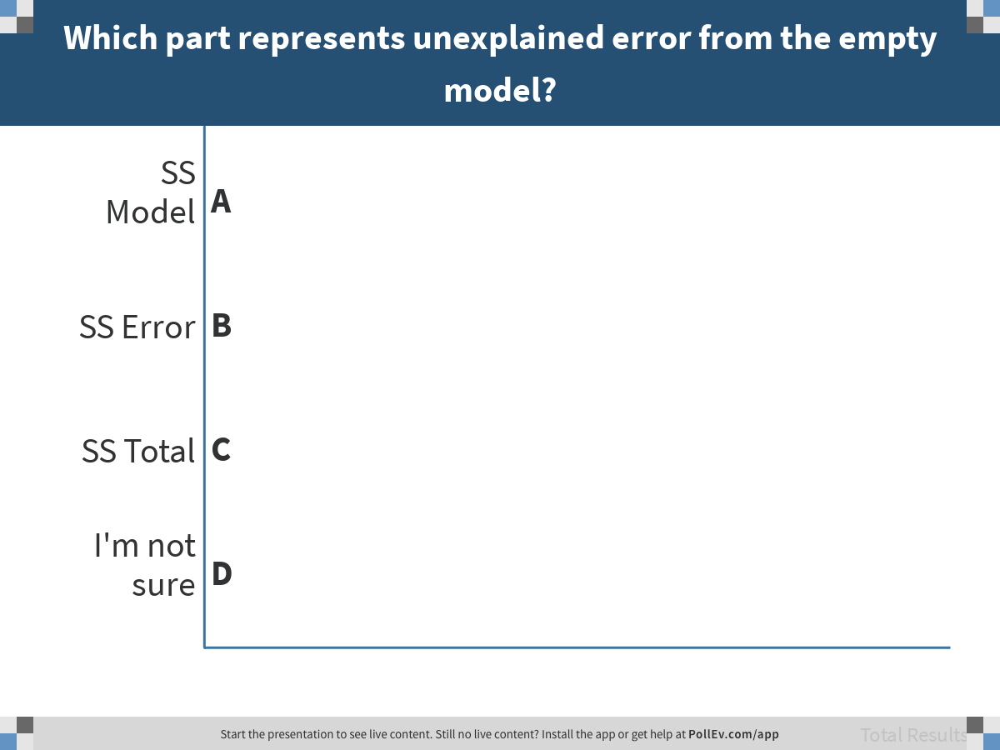 Which part represents unexplained error from the empty
model?
SS
Model
A
SS Error
B
SS Total
C
I'm not
sure
D
Start the presentation to see live content. Still no live content? Install the app or get help at PollEv.com/app
Total Results